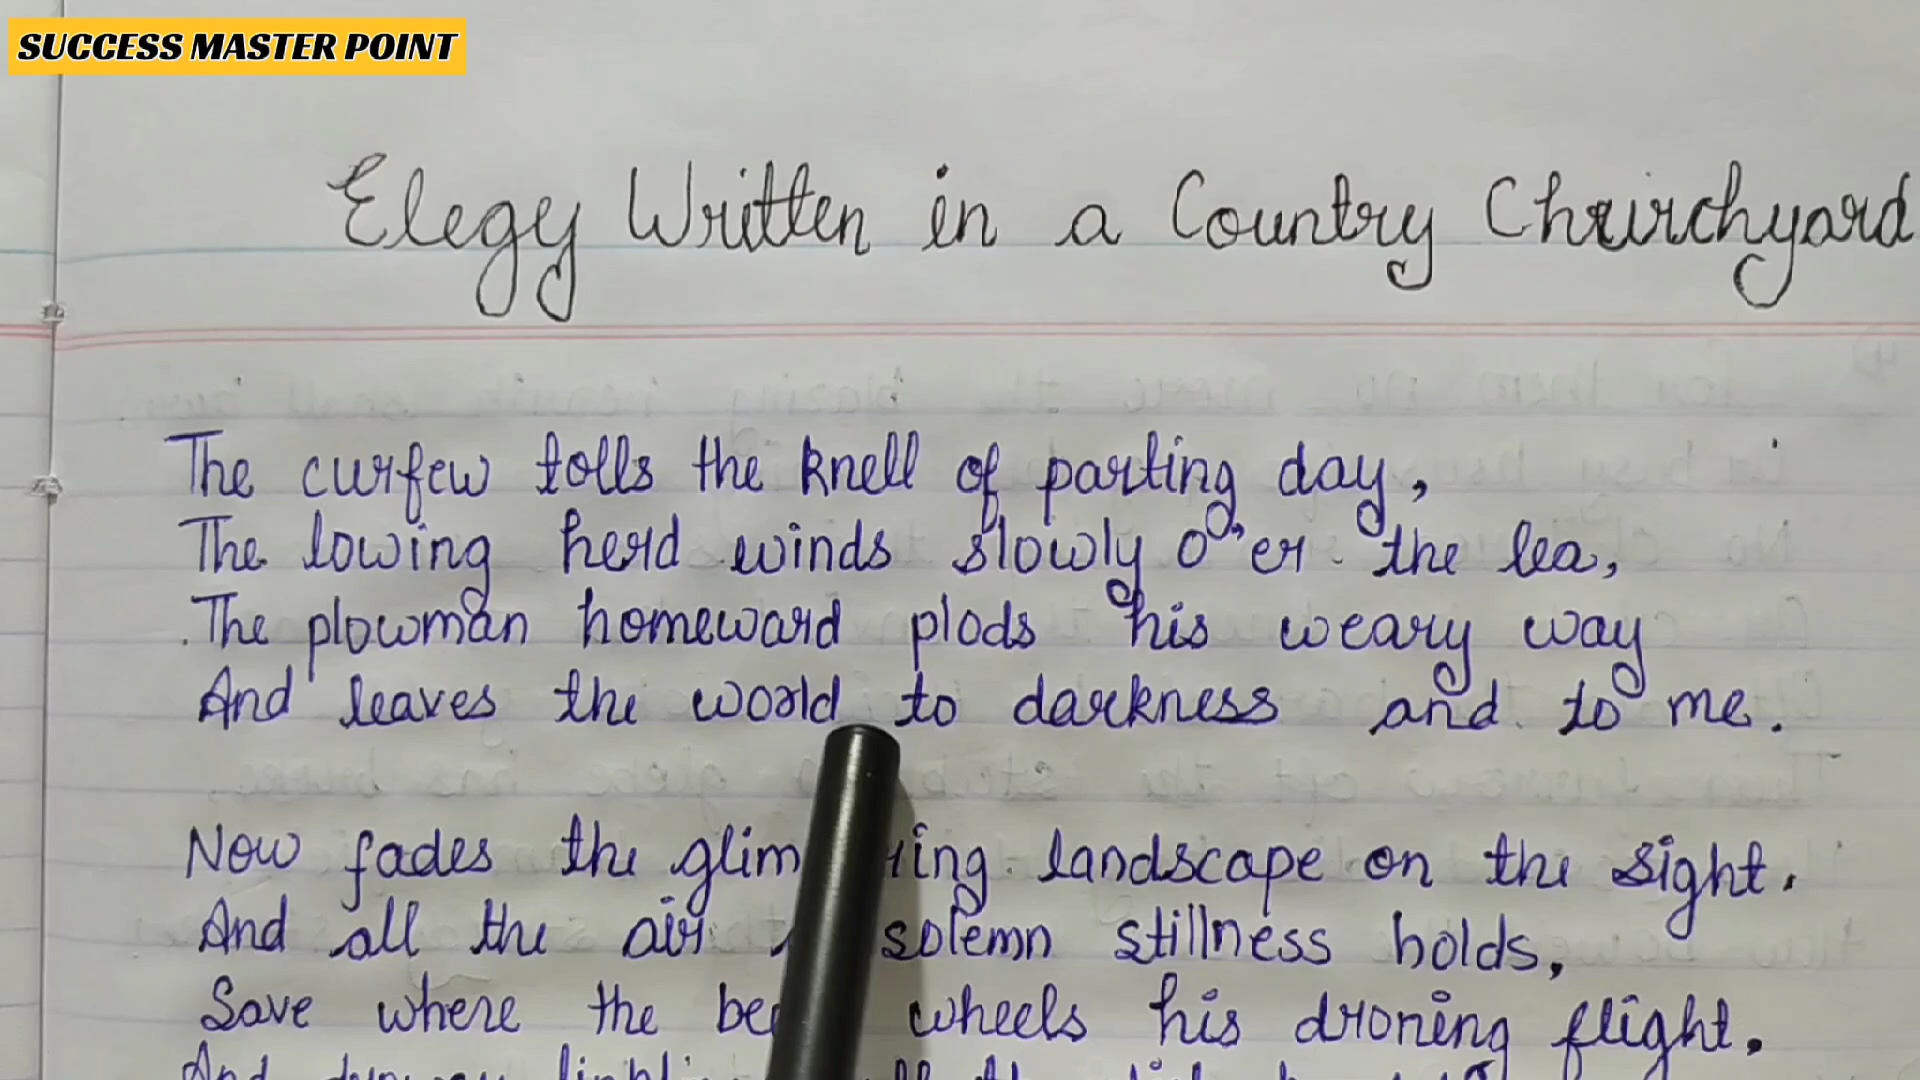 SUCCESS MASTER POINT
Elegy Written in a Country Churchyard
The curfew tolls the knell of parting day,
The lowing herd winds slowly o'er the lea,
The plowman homeward plods his weary way
And leaves the world to darkness and to me.
Now fades the glim ring landscape on the sight.
And all the air solemn stillness holds,
Save where the wheels his droning flight.
And